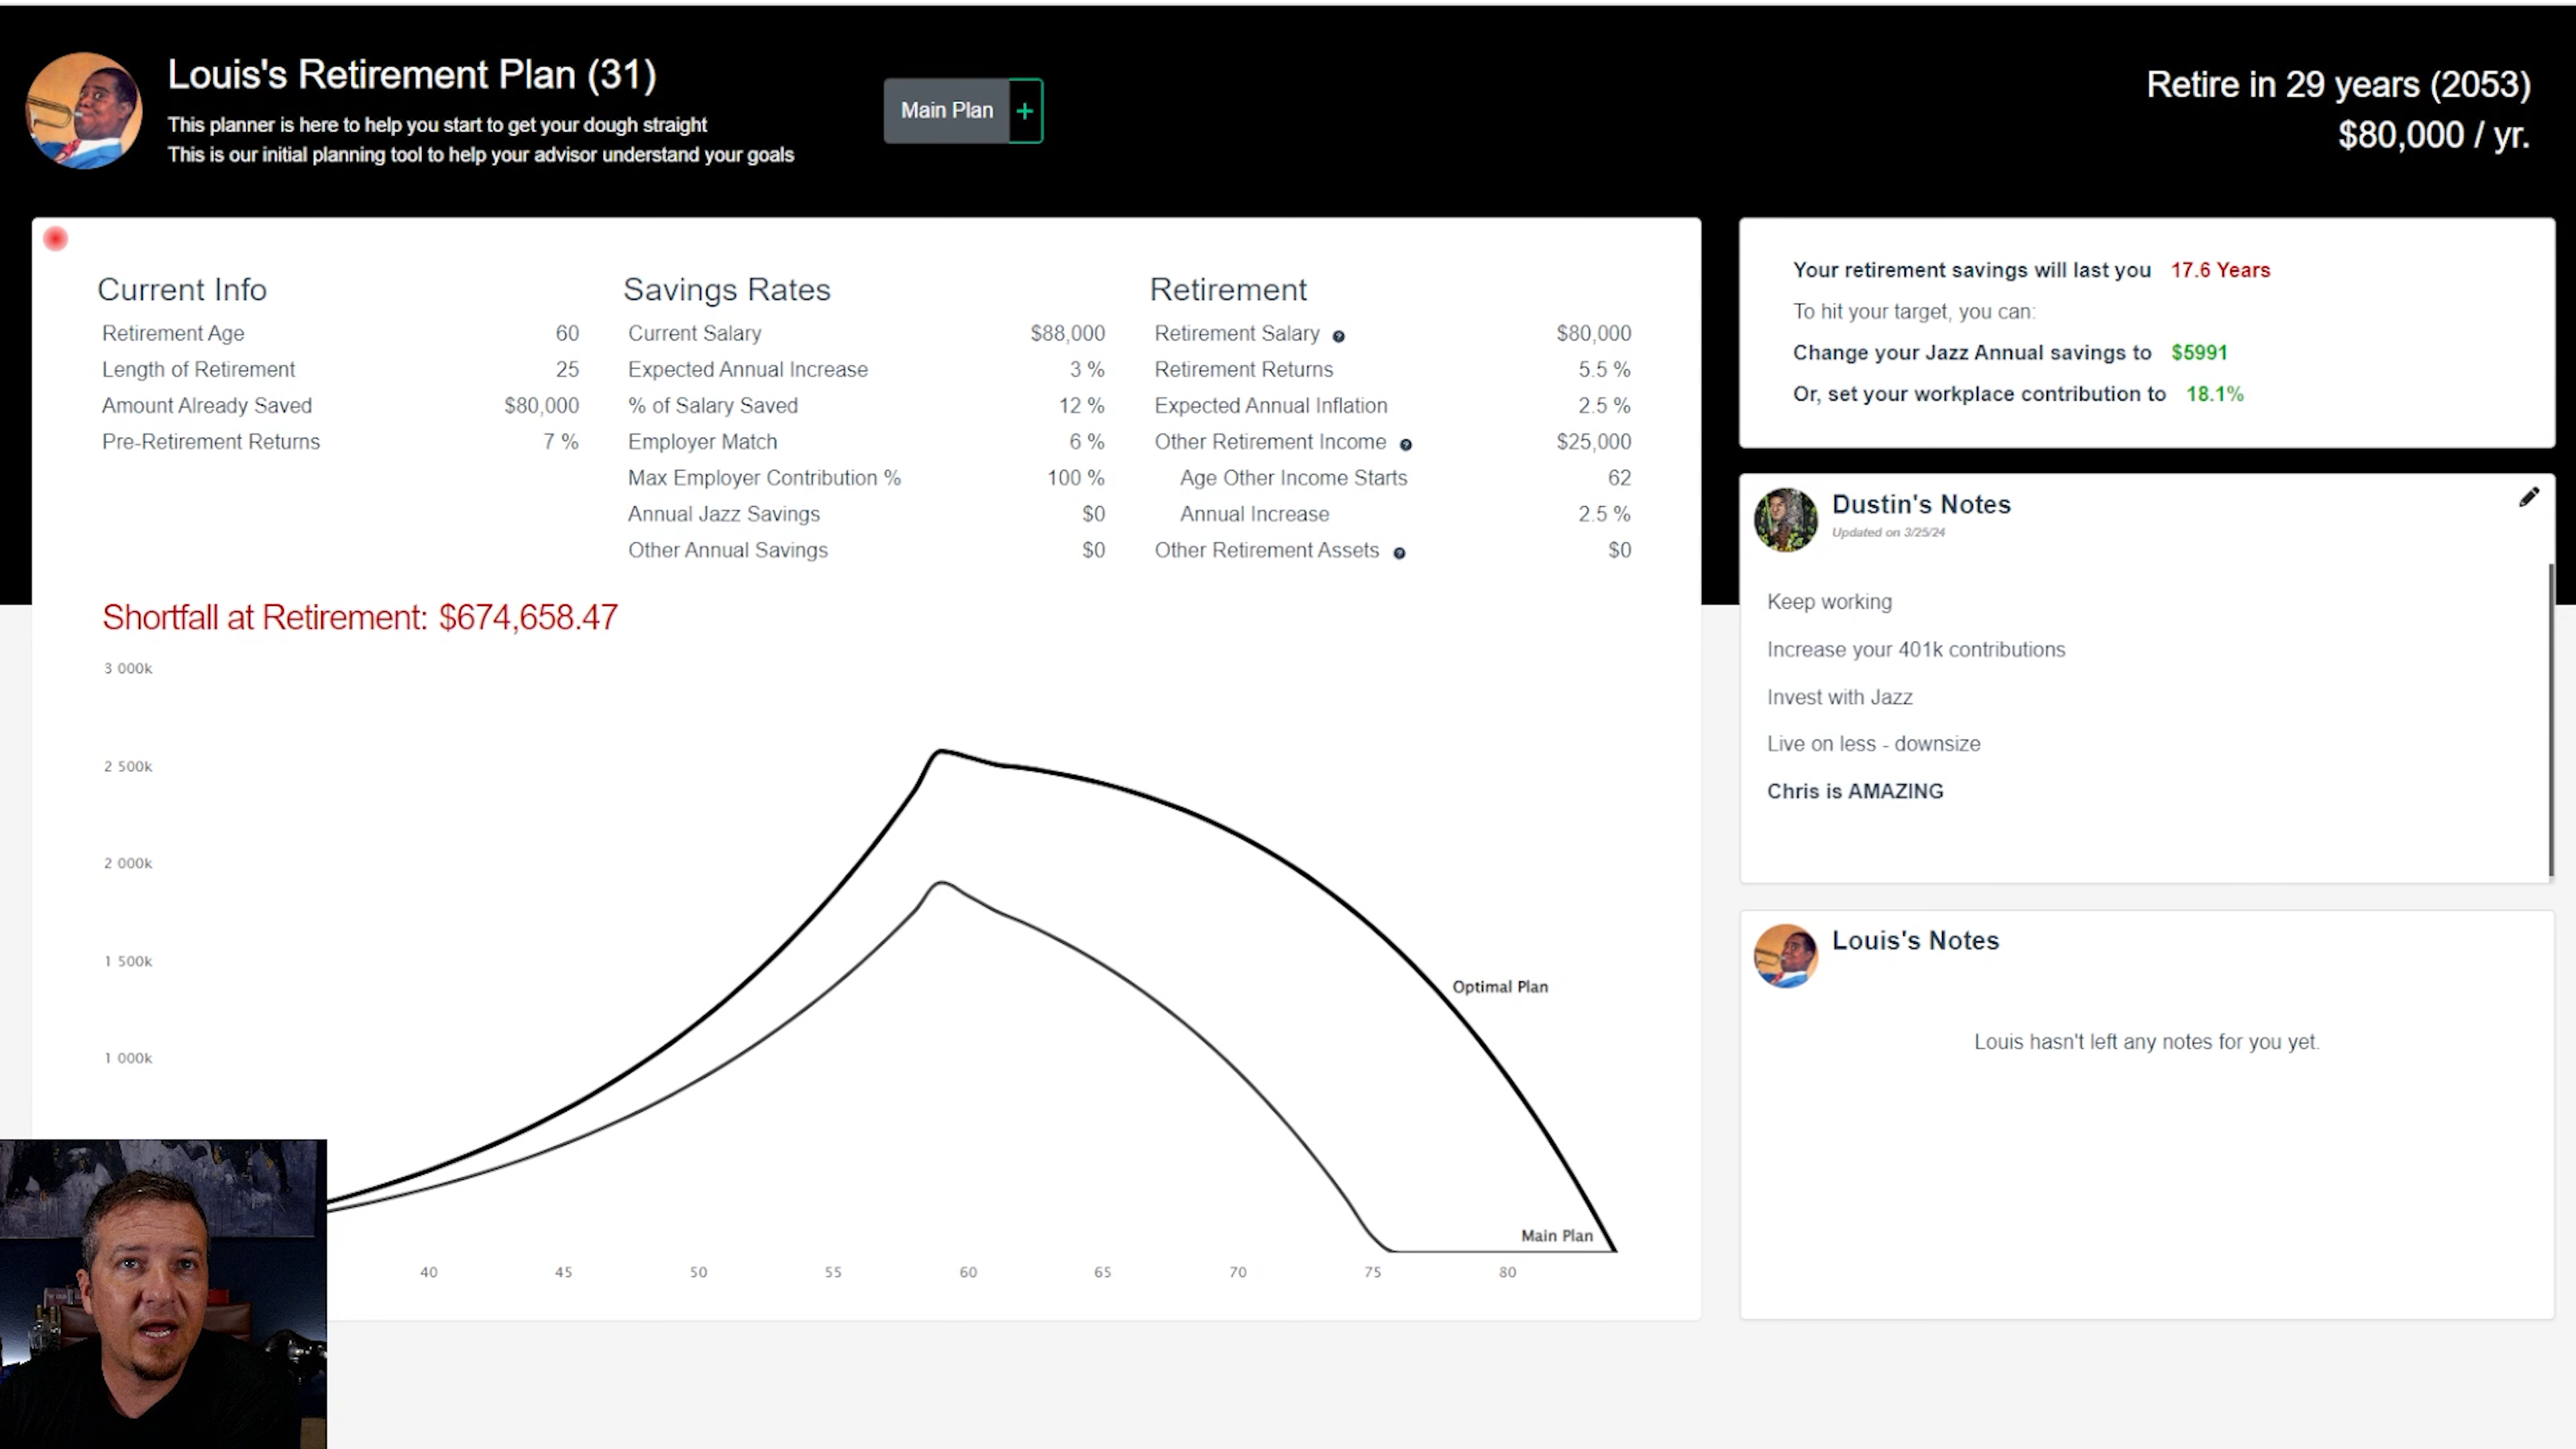 Louis's Retirement Plan (31)
This planner is here to help you start to get your dough straight
This is our initial planning tool to help your advisor understand your goals
Main Plan +
Retire in 29 years (2053)
$80,000 / yr.
Current Info
Retirement Age 60
Length of Retirement 25
Amount Already Saved $80,000
Pre-Retirement Returns 7 %
Savings Rates
Current Salary $88,000
Expected Annual Increase 3 %
% of Salary Saved 12 %
Employer Match 6 %
Max Employer Contribution % 100 %
Annual Jazz Savings $0
Other Annual Savings $0
Retirement
Retirement Salary ? $80,000
Retirement Returns 5.5 %
Expected Annual Inflation 2.5 %
Other Retirement Income ? $25,000
Age Other Income Starts 62
Annual Increase 2.5 %
Other Retirement Assets ? $0
Shortfall at Retirement: $674,658.47
3 000k
2 500k
2 000k
1 500k
1 000k
Optimal Plan
Main Plan
40 45 50 55 60 65 70 75 80
Your retirement savings will last you 17.6 Years
To hit your target, you can:
Change your Jazz Annual savings to $5991
Or, set your workplace contribution to 18.1%
Dustin's Notes
Updated on 3/25/24
Keep working
Increase your 401k contributions
Invest with Jazz
Live on less - downsize
Chris is AMAZING
Louis's Notes
Louis hasn't left any notes for you yet.